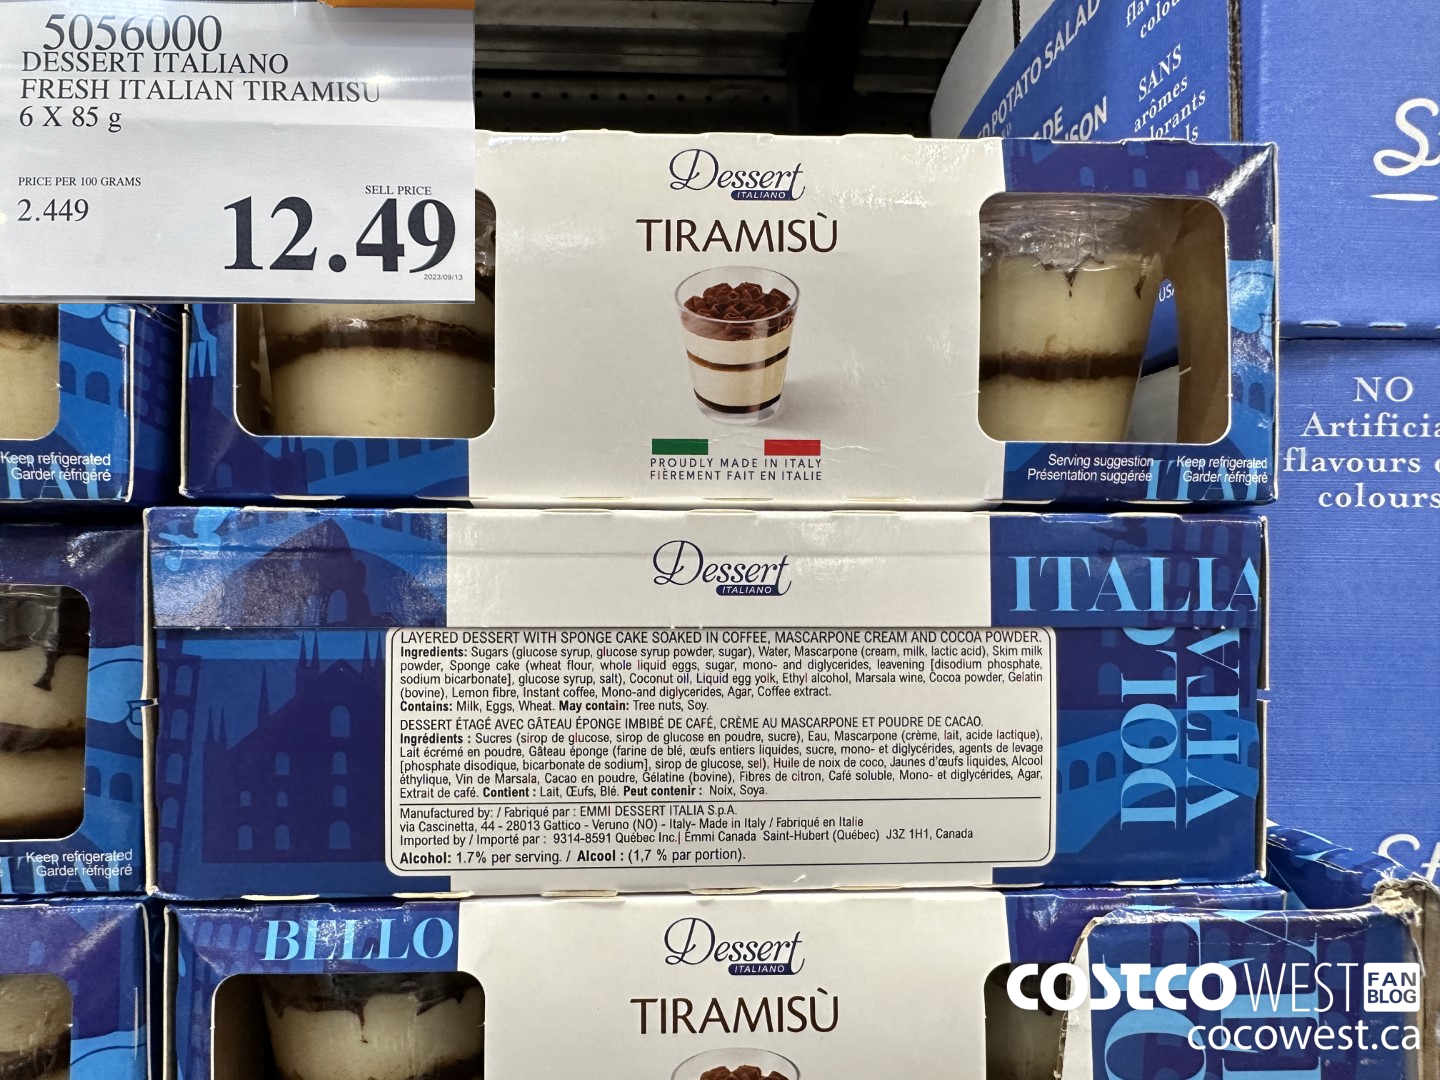 5056000
DESSERT ITALIANO
FRESH ITALIAN TIRAMISU
6 X 85 g
PRICE PER 100 GRAMS
2.449
SELL PRICE
12.49
2023/09/13
POTATO SALAD
SANS
arômes
NO
flavours
colours
Dessert
ITALIANO
TIRAMISÙ
PROUDLY MADE IN ITALY
FIÈREMENT FAIT EN ITALIE
Serving suggestion
Présentation suggérée
Keep refrigerated
Garder réfrigéré
Keep refrigerated
Garder réfrigéré
Dessert
ITALIANO
ITALIA
DOLC
VITA
LAYERED DESSERT WITH SPONGE CAKE SOAKED IN COFFEE, MASCARPONE CREAM AND COCOA POWDER.
Ingredients: Sugars (glucose syrup, glucose syrup powder, sugar), Water, Mascarpone (cream, milk, lactic acid), Skim milk
powder, Sponge cake (wheat flour, whole liquid eggs, sugar, mono- and diglycerides, leavening [disodium phosphate,
sodium bicarbonate], glucose syrup, salt), Coconut oil, Liquid egg yolk, Ethyl alcohol, Marsala wine, Cocoa powder, Gelatin
(bovine), Lemon fibre, Instant coffee, Mono-and diglycerides, Agar, Coffee extract.
Contains: Milk, Eggs, Wheat. May contain: Tree nuts, Soy.
DESSERT ÉTAGÉ AVEC GÂTEAU ÉPONGE IMBIBÉ DE CAFÉ, CRÈME AU MASCARPONE ET POUDRE DE CACAO.
Ingrédients : Sucres (sirop de glucose, sirop de glucose en poudre, sucre), Eau, Mascarpone (crème, lait, acide lactique),
Lait écrémé en poudre, Gâteau éponge (farine de blé, œufs entiers liquides, sucre, mono- et diglycérides, agents de levage
[phosphate disodique, bicarbonate de sodium], sirop de glucose, sel), Huile de noix de coco, Jaunes d'œufs liquides, Alcool
éthylique, Vin de Marsala, Cacao en poudre, Gélatine (bovine), Fibres de citron, Café soluble, Mono- et diglycérides, Agar,
Extrait de café. Contient : Lait, Œufs, Blé. Peut contenir : Noix, Soya.
Manufactured by: / Fabriqué par : EMMI DESSERT ITALIA S.p.A.
via Cascinetta, 44 - 28013 Gattico - Veruno (NO) - Italy- Made in Italy / Fabriqué en Italie
Imported by / Importé par : 9314-8591 Québec Inc.| Emmi Canada Saint-Hubert (Québec) J3Z 1H1, Canada
Alcohol: 1.7% per serving. / Alcool : (1,7 % par portion).
Keep refrigerated
Garder réfrigéré
BELLO
Dessert
ITALIANO
TIRAMISÙ
COSTCO WEST FAN BLOG
cocowest.ca